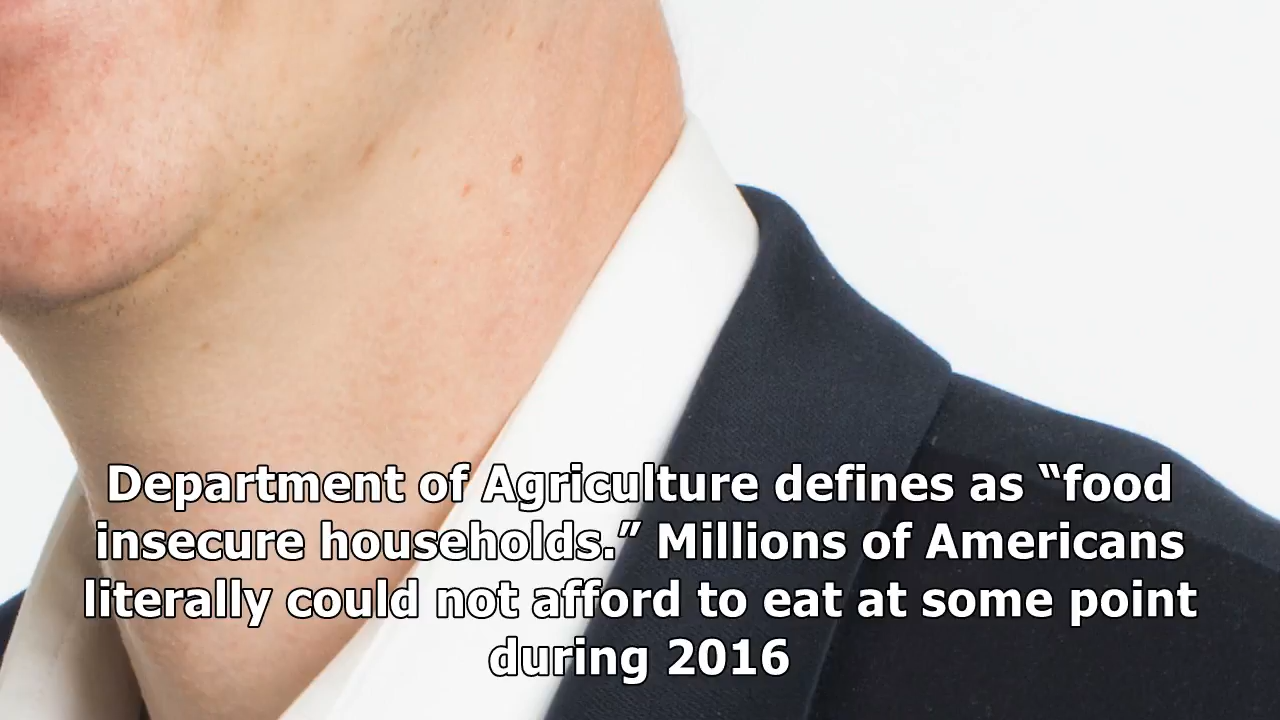 Department of Agriculture defines as “food
insecure households.” Millions of Americans
literally could not afford to eat at some point
during 2016